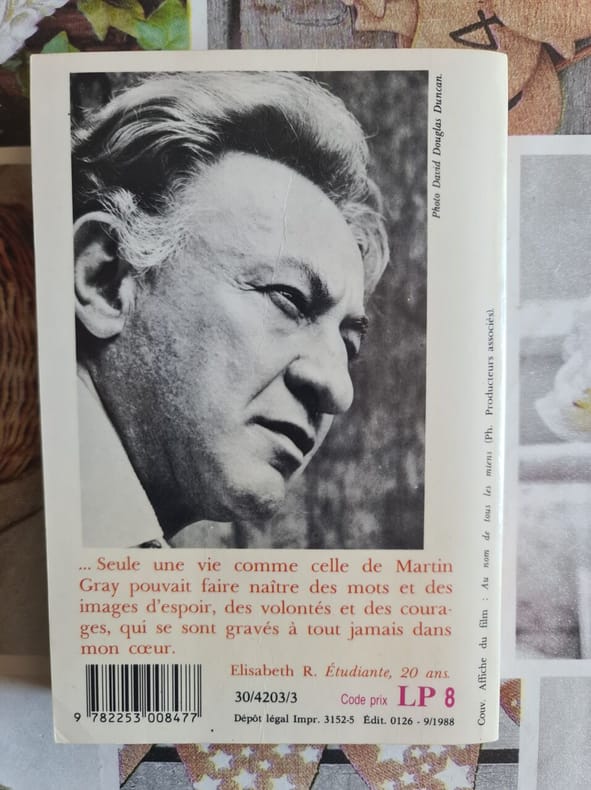 Photo David Douglas Duncan.
... Seule une vie comme celle de Martin
Gray pouvait faire naître des mots et des
images d'espoir, des volontés et des coura-
ges, qui se sont gravés à tout jamais dans
mon cœur.
Elisabeth R. Étudiante, 20 ans.
30/4203/3
Code prix LP 8
9 782253 008477
Dépôt légal Impr. 3152-5 Édit. 0126 - 9/1988
Couv. Affiche du film : Au nom de tous les miens (Ph. Producteurs associés).
4